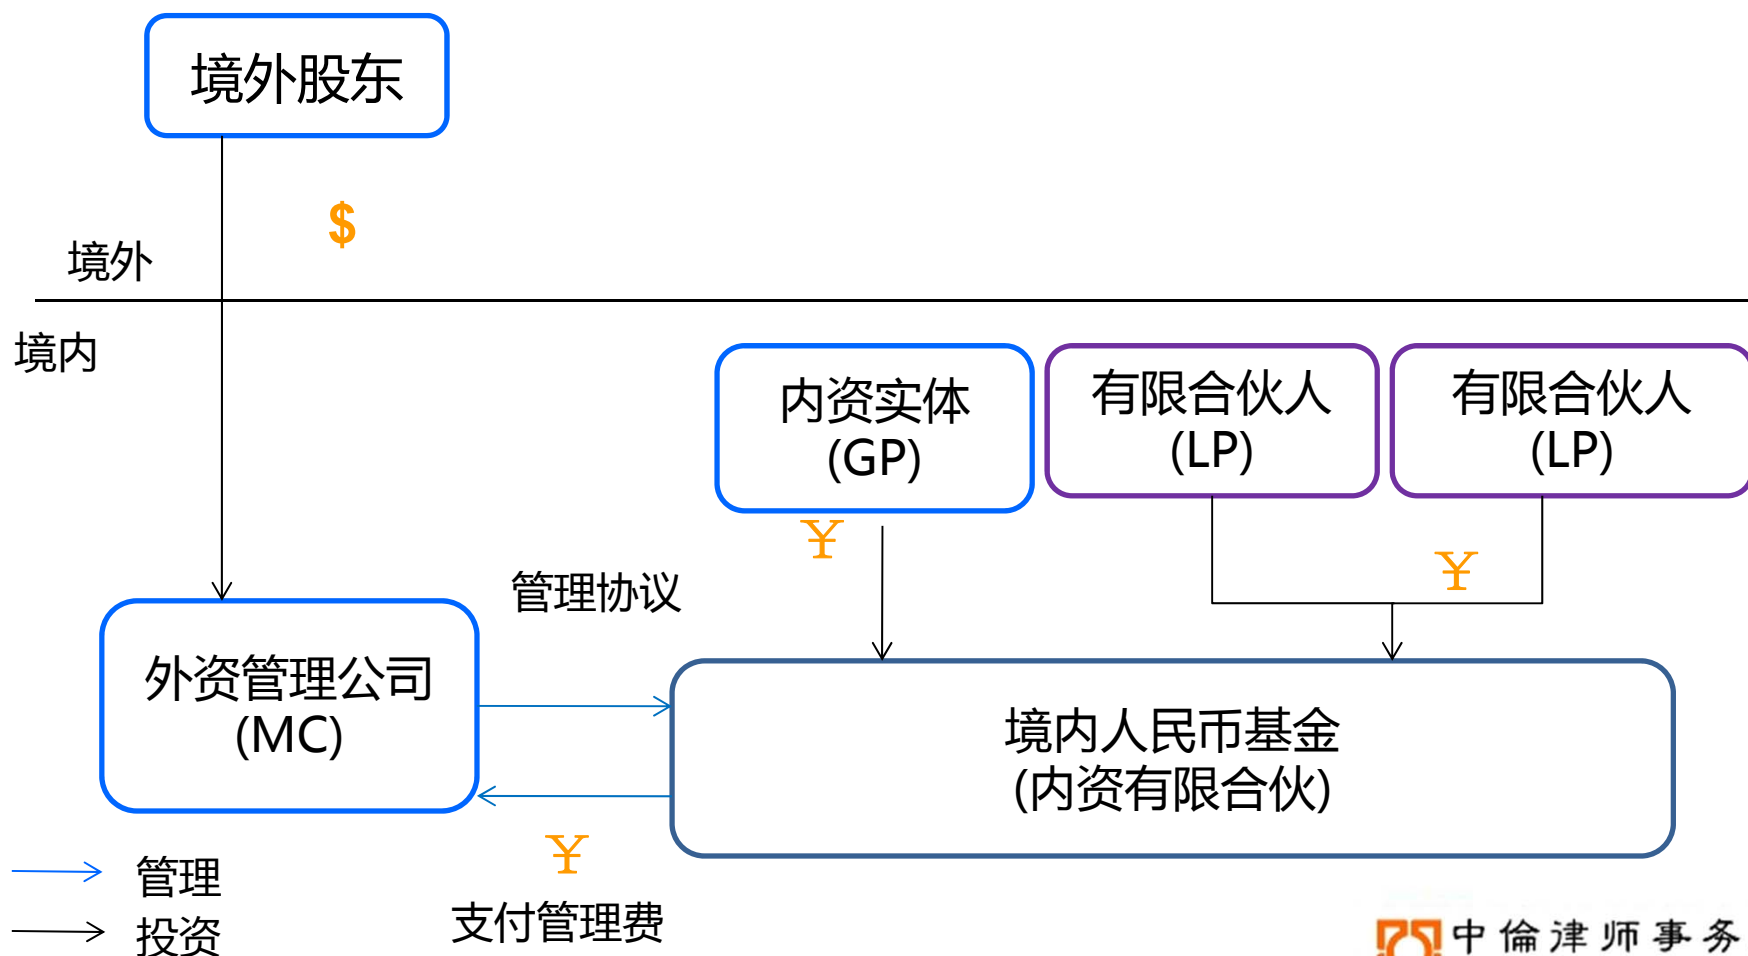 境外股东
$
境外
境内
内资实体
(GP)
有限合伙人
(LP)
有限合伙人
(LP)
¥
¥
管理协议
外资管理公司
(MC)
境内人民币基金
(内资有限合伙)
¥
支付管理费
管理
投资
中倫律师事务